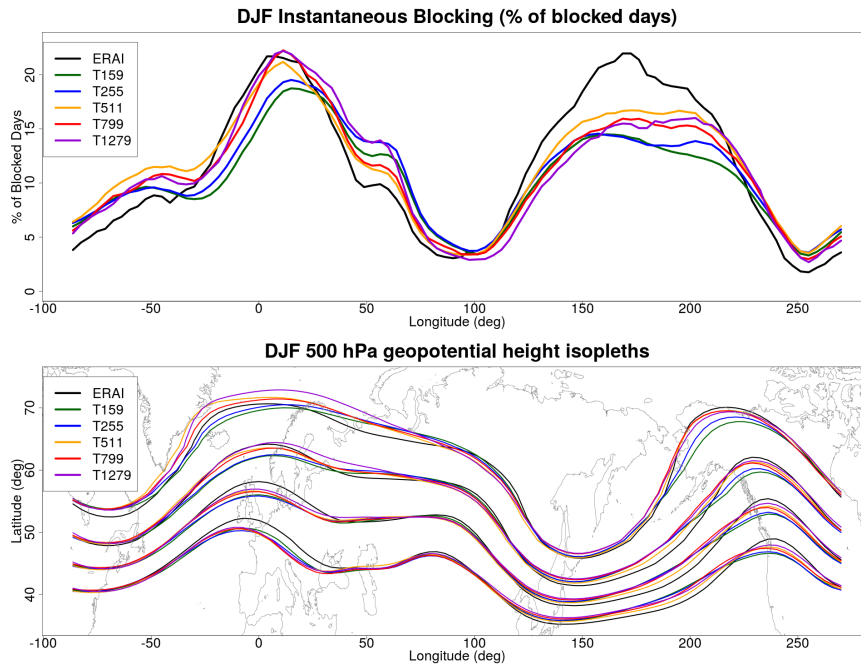 DJF Instantaneous Blocking (% of blocked days)
ERAI
T159
T255
T511
T799
T1279
% of Blocked Days
0
5
10
15
20
-100
-50
0
50
100
150
200
250
Longitude (deg)
DJF 500 hPa geopotential height isopleths
ERAI
T159
T255
T511
T799
T1279
Latitude (deg)
40
50
60
70
-100
-50
0
50
100
150
200
250
Longitude (deg)